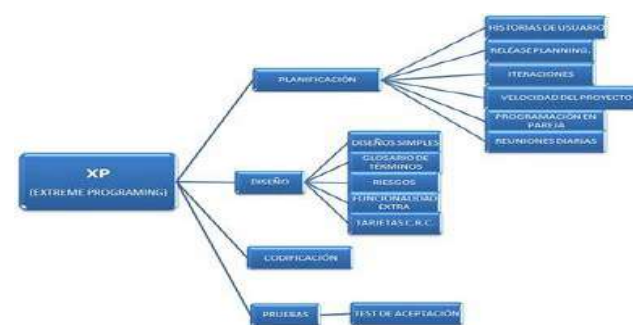 XP
(EXTREME PROGRAMING)
PLANIFICACIÓN
HISTORIAS DE USUARIO
RELEASE PLANNING.
ITERACIONES
VELOCIDAD DEL PROYECTO
PROGRAMACIÓN EN
PAREJA
REUNIONES DIARIAS
DISEÑO
DISEÑOS SIMPLES
GLOSARIO DE
TÉRMINOS
RIESGOS
FUNCIONALIDAD
EXTRA
TARJETAS C.R.C.
CODIFICACIÓN
PRUEBAS
TEST DE ACEPTACIÓN